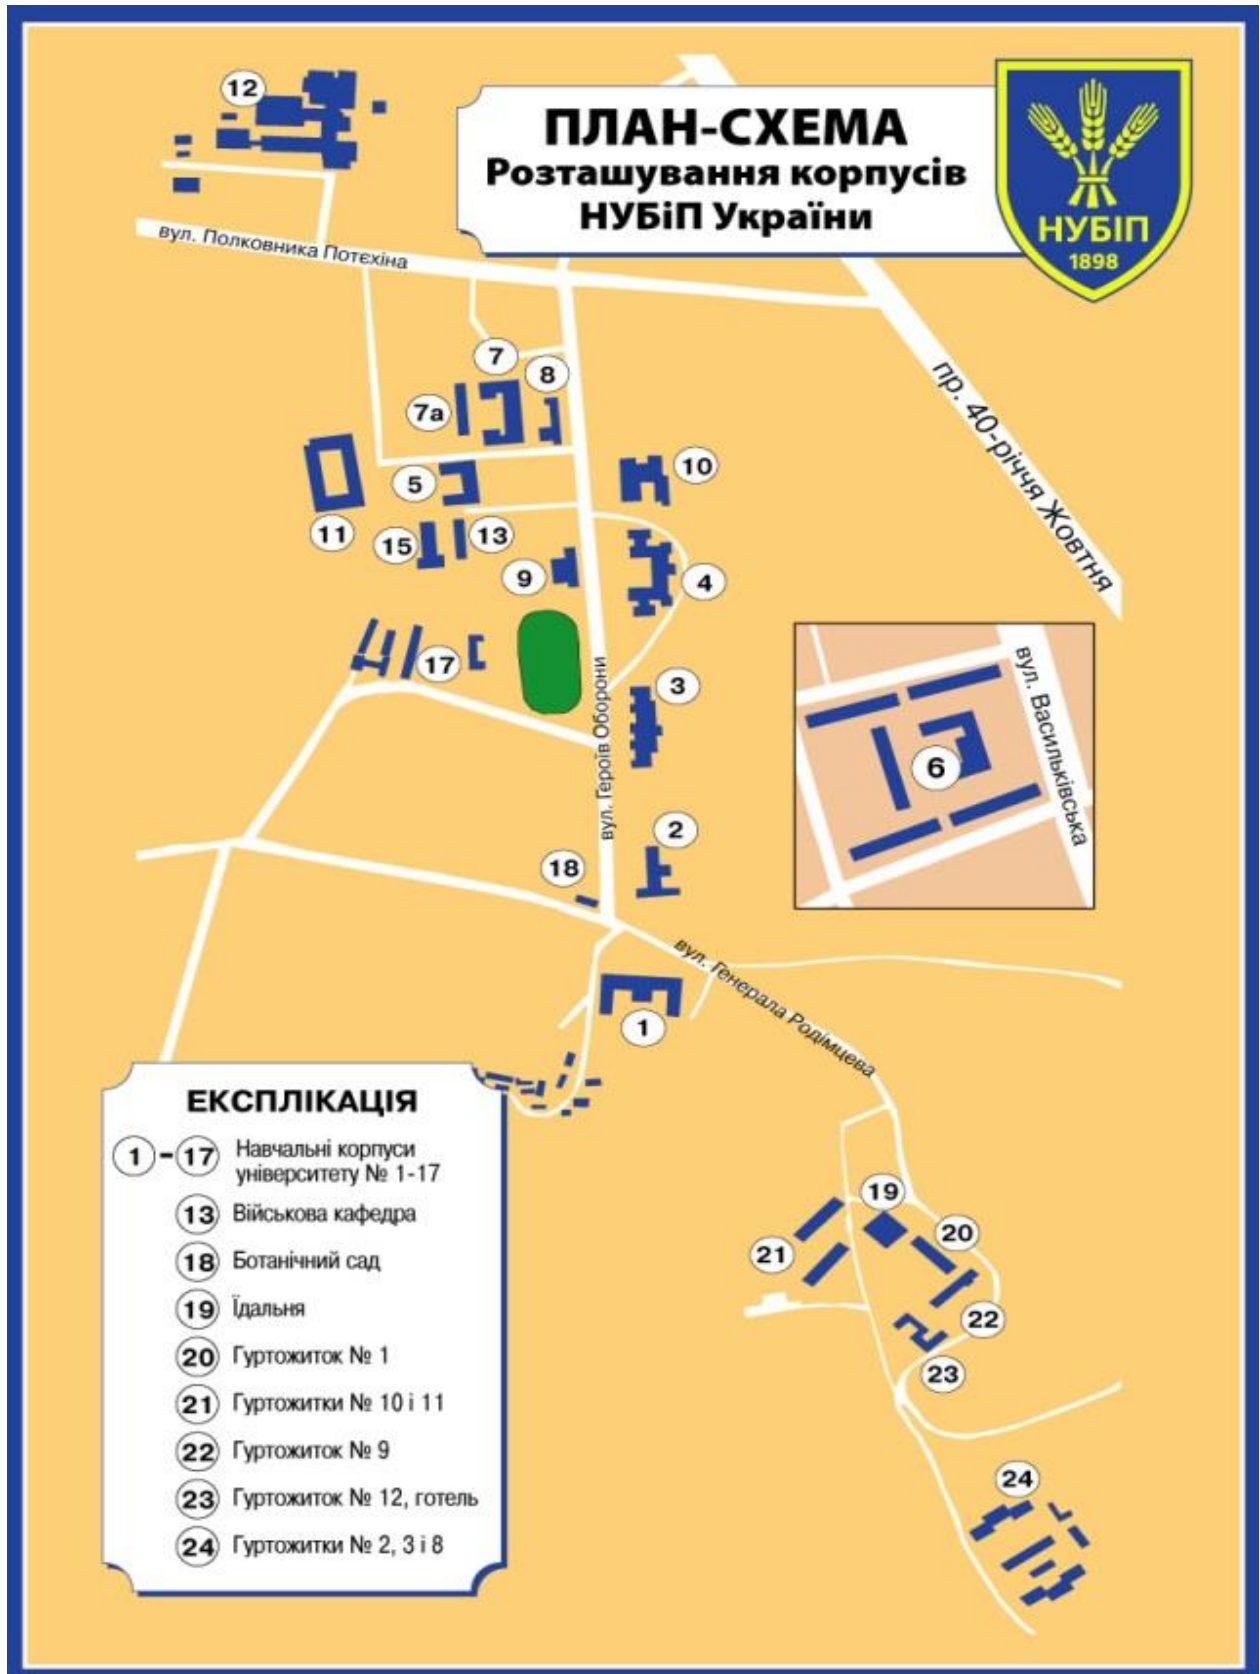 ПЛАН-СХЕМА
Розташування корпусів
НУБіП України
НУБІП
1898
12
вул. Полковника Потєхіна
пр. 40-річчя Жовтня
7
8
7а
10
5
11
15
13
9
4
17
3
вул. Героїв Оборони
6
вул. Васильківська
2
18
вул. Генерала Родімцева
1
19
20
21
22
23
24
ЕКСПЛІКАЦІЯ
1 - 17 Навчальні корпуси
університету № 1-17
13 Військова кафедра
18 Ботанічний сад
19 Їдальня
20 Гуртожиток № 1
21 Гуртожитки № 10 і 11
22 Гуртожиток № 9
23 Гуртожиток № 12, готель
24 Гуртожитки № 2, 3 і 8